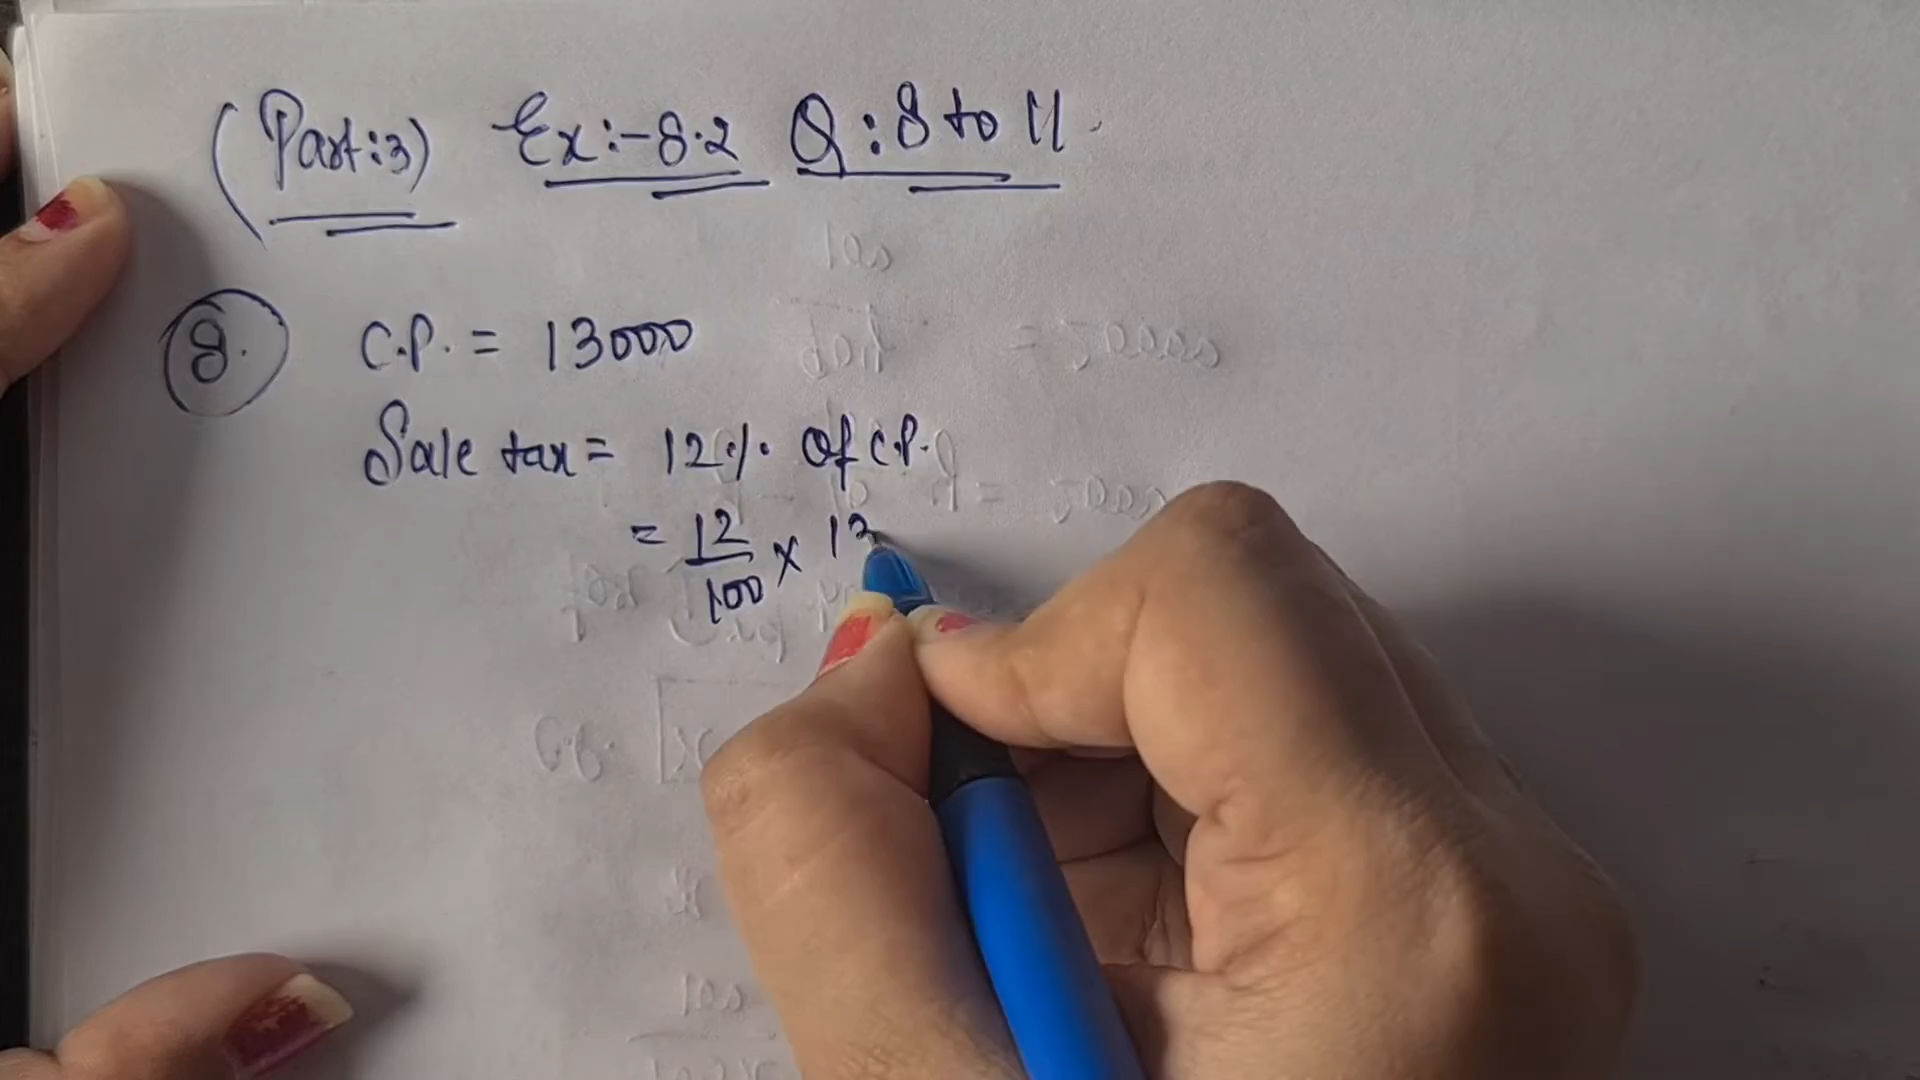 (Part:3) Ex:-8.2 Q:8 to 11.
8. C.P. = 13000
Sale tax = 12% of C.P.
= 12/100 × 13